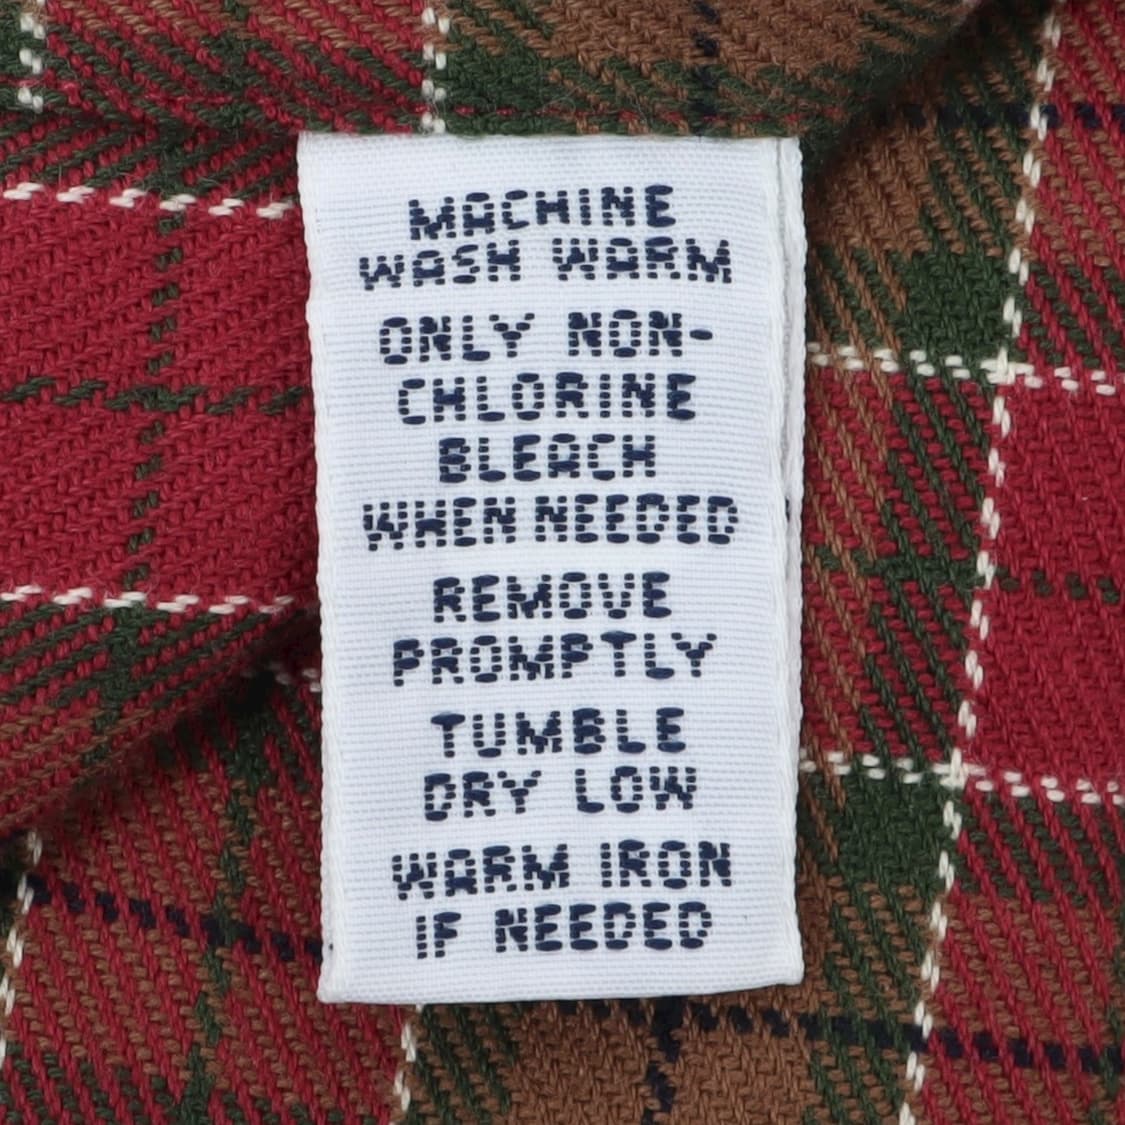 MACHINE
WASH WARM
ONLY NON-
CHLORINE
BLEACH
WHEN NEEDED
REMOVE
PROMPTLY
TUMBLE
DRY LOW
WARM IRON
IF NEEDED